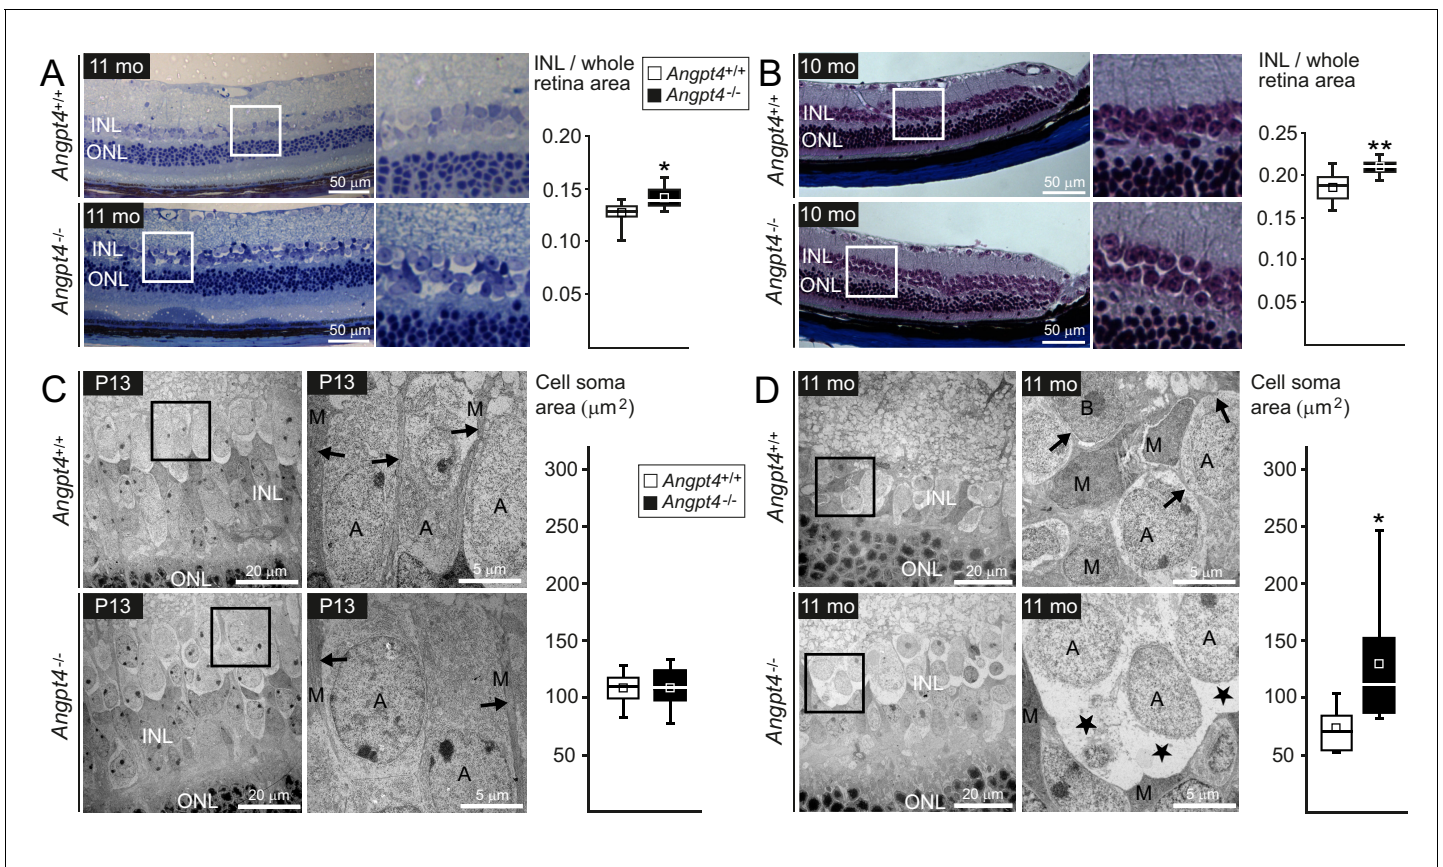 A
11 mo
Angpt4+/+
INL
ONL
50 μm
11 mo
Angpt4-/-
INL
ONL
50 μm
INL / whole
retina area
Angpt4+/+
Angpt4-/-
0.20
*
0.15
0.10
0.05
B
10 mo
Angpt4+/+
INL
ONL
50 μm
10 mo
Angpt4-/-
INL
ONL
50 μm
INL / whole
retina area
0.25
**
0.20
0.15
0.10
0.05
C
P13
Angpt4+/+
INL
ONL
20 μm
P13
M
M
A
A
A
5 μm
P13
Angpt4-/-
INL
ONL
20 μm
P13
M
M
A
A
5 μm
Cell soma
area (μm2)
Angpt4+/+
Angpt4-/-
300
250
200
150
100
50
D
11 mo
Angpt4+/+
INL
ONL
20 μm
11 mo
B
M
A
M
A
M
5 μm
11 mo
Angpt4-/-
INL
ONL
20 μm
11 mo
A
A
A
M
M
5 μm
Cell soma
area (μm2)
300
250
*
200
150
100
50